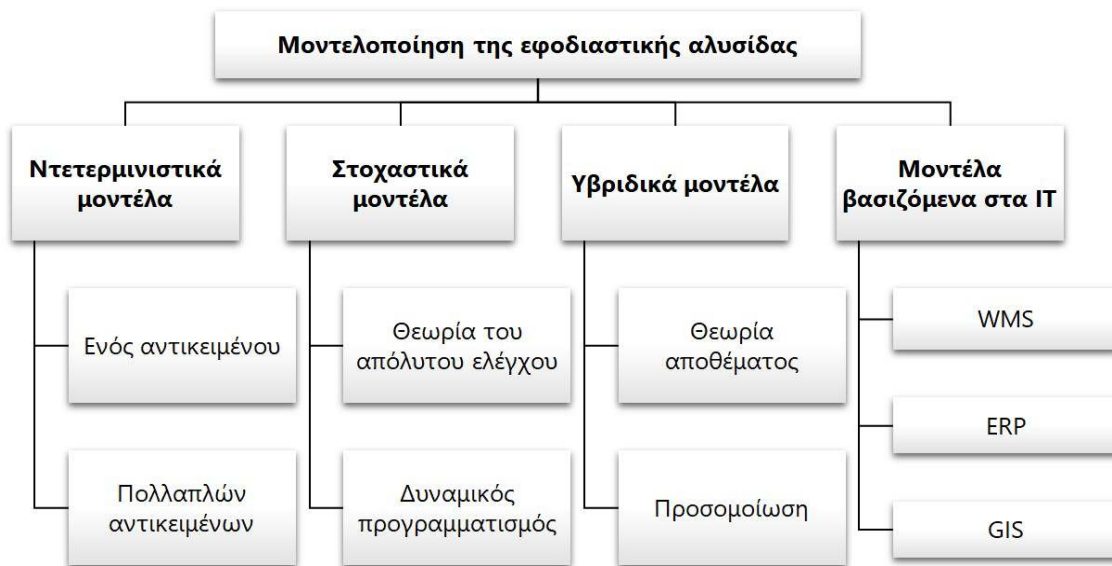 Μοντελοποίηση της εφοδιαστικής αλυσίδας
Ντετερμινιστικά
μοντέλα
Ενός αντικειμένου
Πολλαπλών
αντικειμένων
Στοχαστικά
μοντέλα
Θεωρία του
απόλυτου ελέγχου
Δυναμικός
προγραμματισμός
Υβριδικά μοντέλα
Θεωρία
αποθέματος
Προσομοίωση
Μοντέλα
βασιζόμενα στα IT
WMS
ERP
GIS